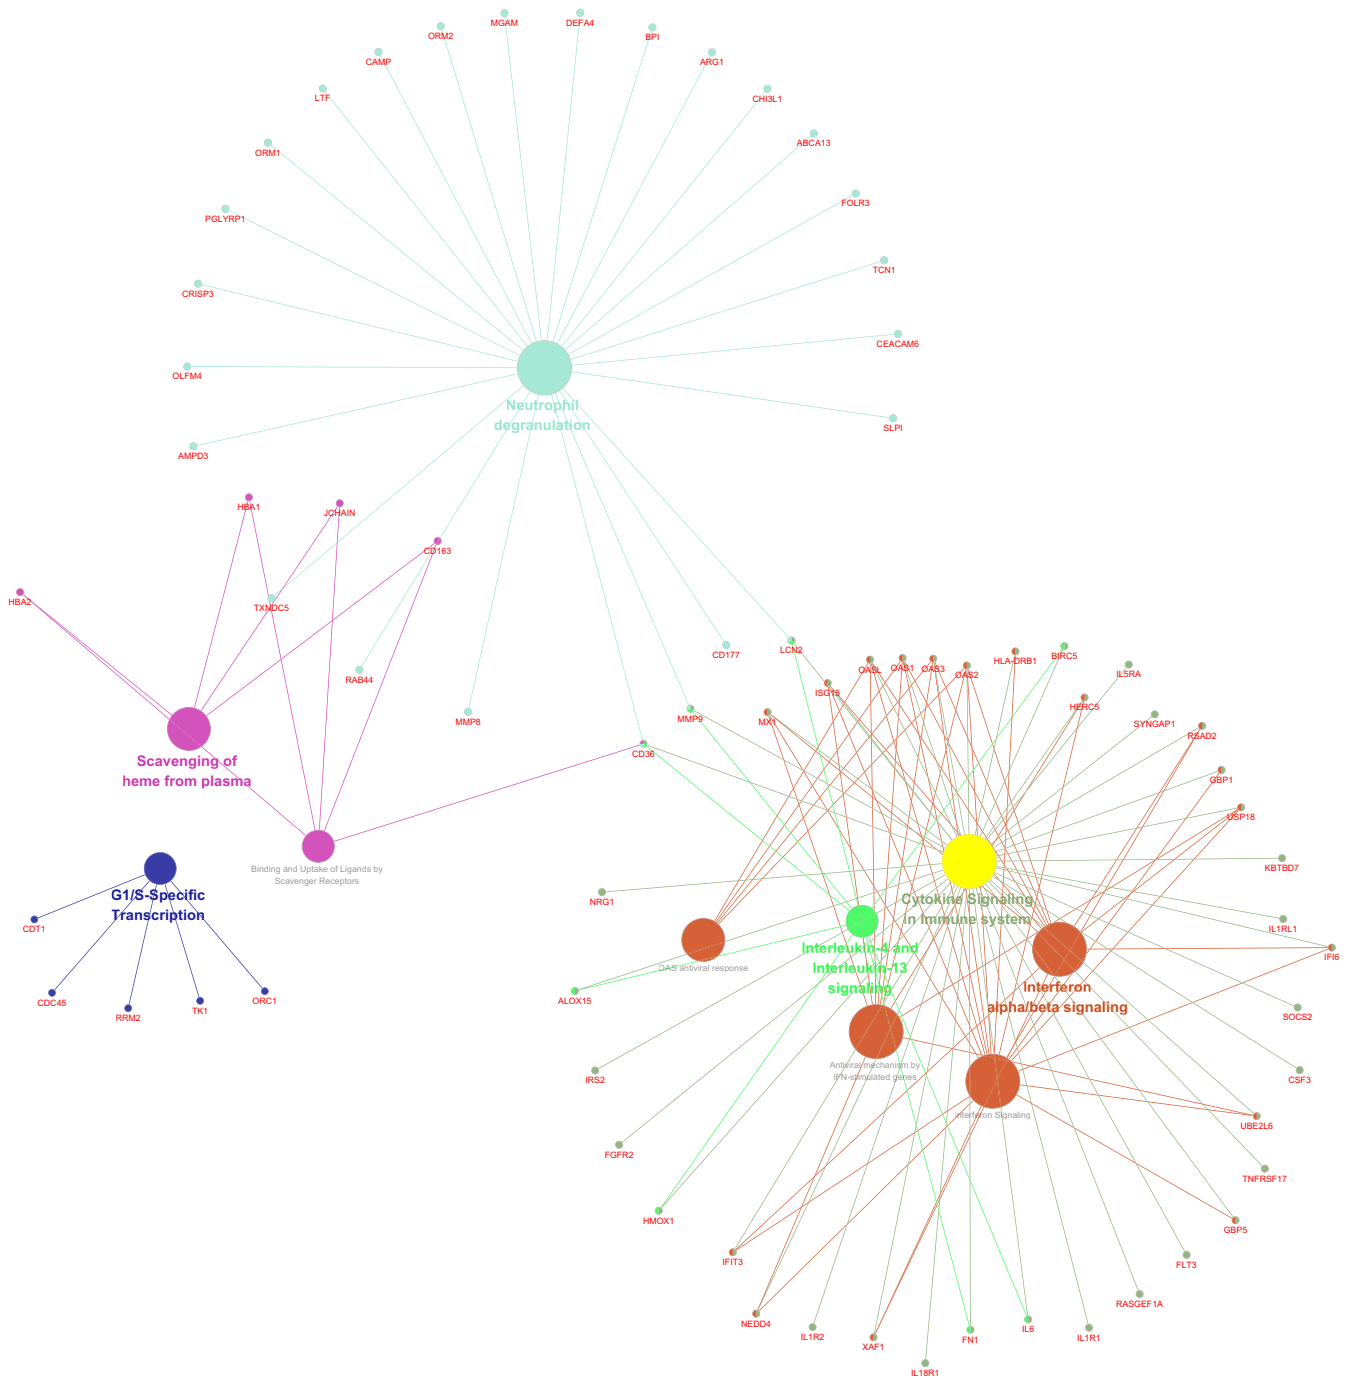 MGAM
DEFA4
ORM2
BPI
CAMP
ARG1
LTF
CHI3L1
ABCA13
ORM1
FOLR3
PGLYRP1
TCN1
CRISP3
CEACAM6
OLFM4
Neutrophil
degranulation
SLPI
AMPD3
HBA1
JCHAIN
CD163
HBA2
TXNDC5
RAB44
MMP8
CD177
LCN2
MMP9
CD36
OASL
OAS1
OAS3
OAS2
HLA-DRB1
BIRC5
IL5RA
ISG15
MX1
HERC5
SYNGAP1
RSAD2
GBP1
USP18
KBTBD7
Scavenging of
heme from plasma
Binding and Uptake of Ligands by
Scavenger Receptors
G1/S-Specific
Transcription
CDT1
CDC45
RRM2
TK1
ORC1
NRG1
Cytokine Signaling
in Immune system
IL1RL1
IFI6
Interleukin-4 and
Interleukin-13
signaling
OAS antiviral response
Interferon
alpha/beta signaling
ALOX15
SOCS2
IRS2
Antiviral mechanism by
IFN-stimulated genes
CSF3
Interferon Signaling
UBE2L6
FGFR2
TNFRSF17
HMOX1
GBP5
IFIT3
FLT3
RASGEF1A
NEDD4
IL1R2
XAF1
IL18R1
FN1
IL6
IL1R1